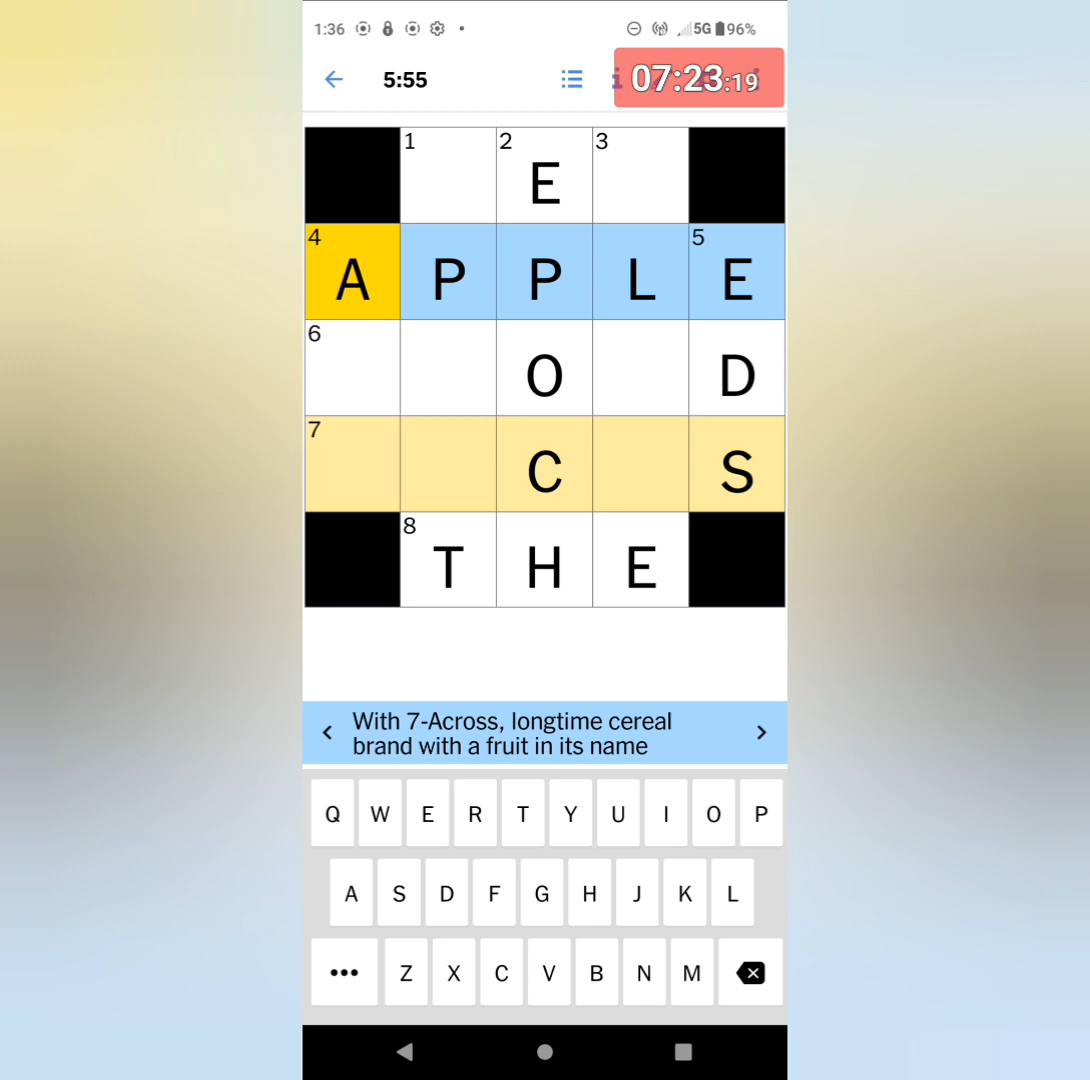 1:36 5G 96%
5:55 07:23:19
1 2 E 3
4 A P P L 5 E
6 O D
7 C S
8 T H E
With 7-Across, longtime cereal
brand with a fruit in its name
Q W E R T Y U I O P
A S D F G H J K L
Z X C V B N M